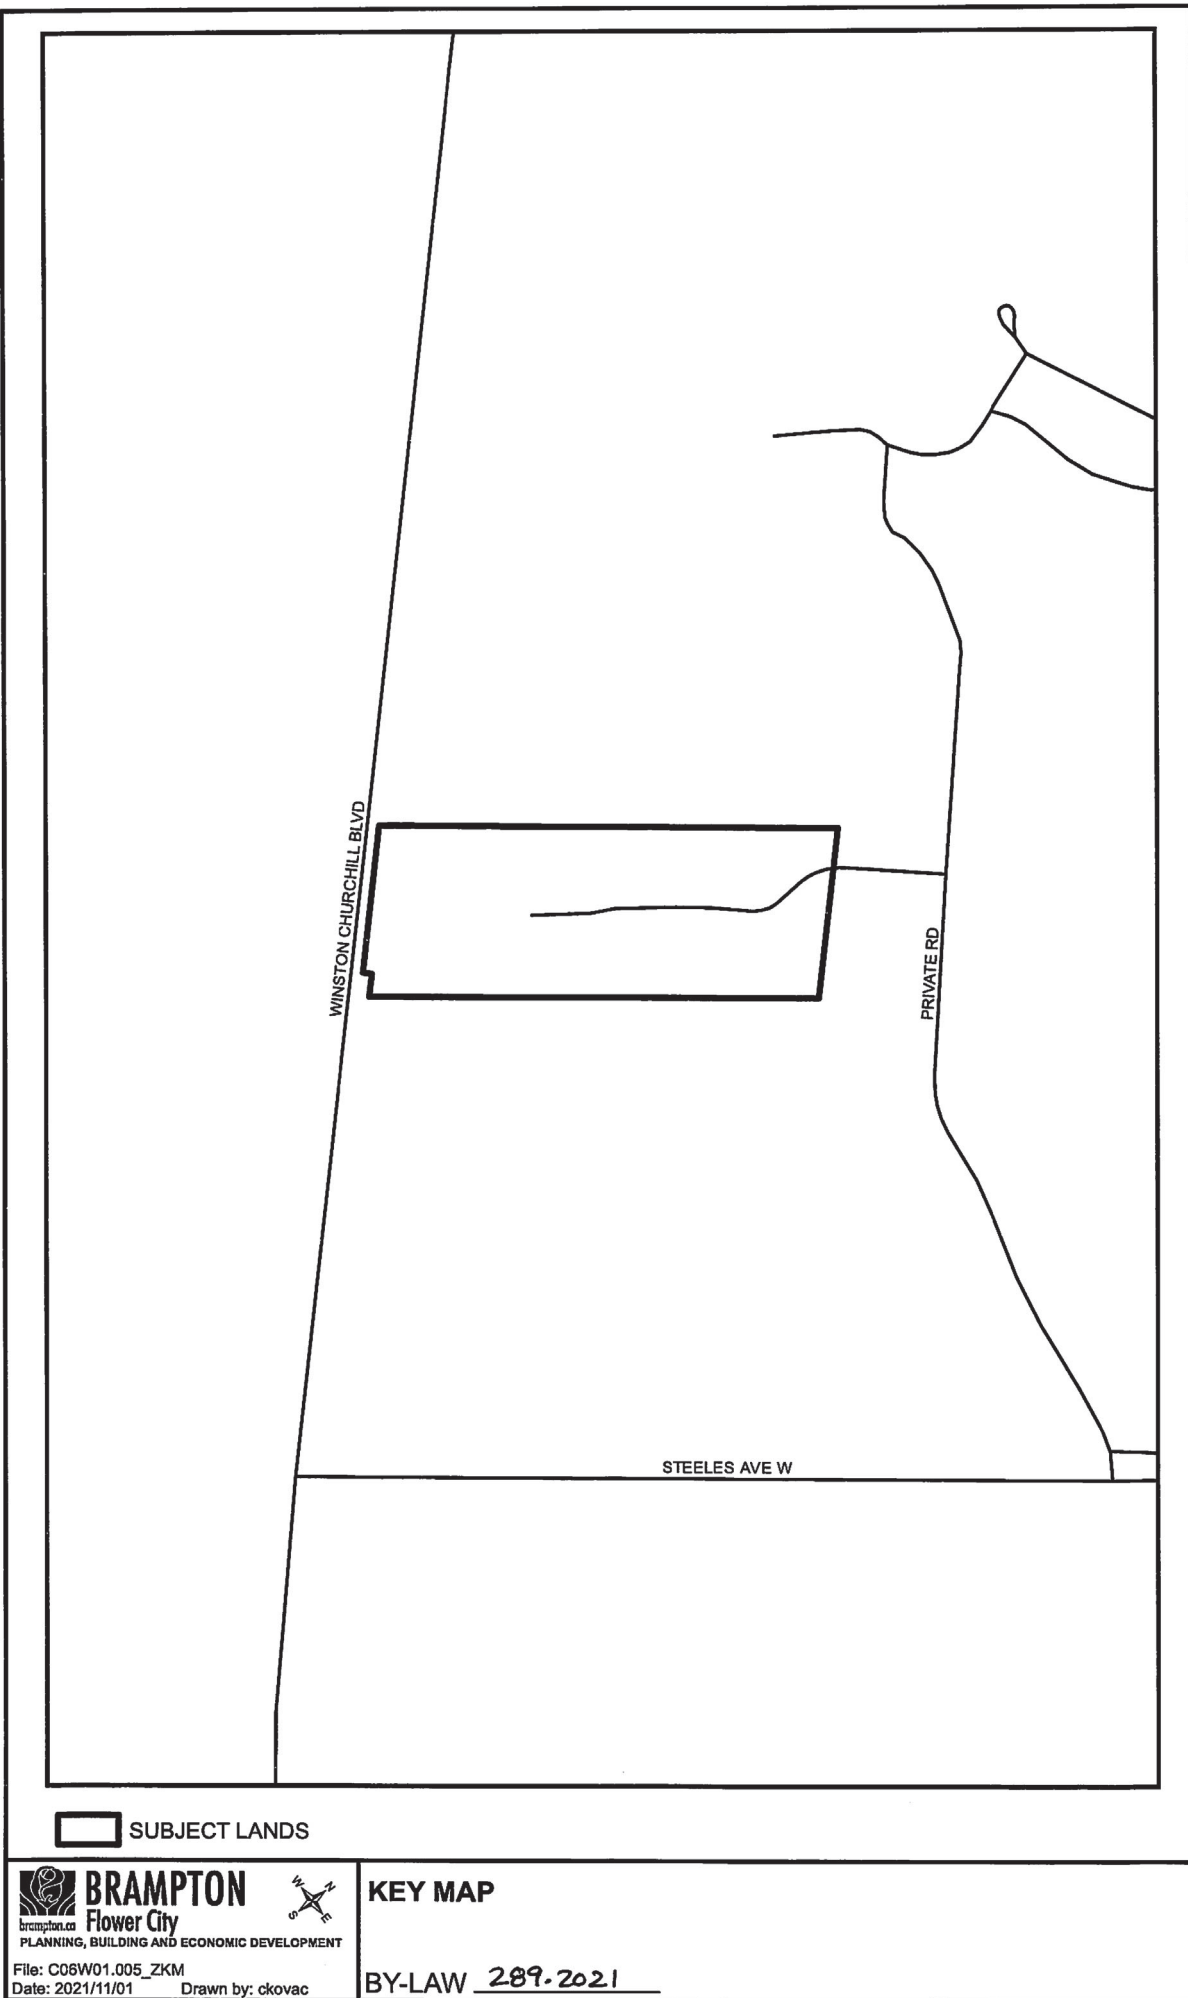 WINSTON CHURCHILL BLVD
PRIVATE RD
STEELES AVE W
SUBJECT LANDS
BRAMPTON
brampton.ca Flower City
PLANNING, BUILDING AND ECONOMIC DEVELOPMENT
W N
S E
File: C06W01.005_ZKM
Date: 2021/11/01 Drawn by: ckovac
KEY MAP
BY-LAW 289.2021